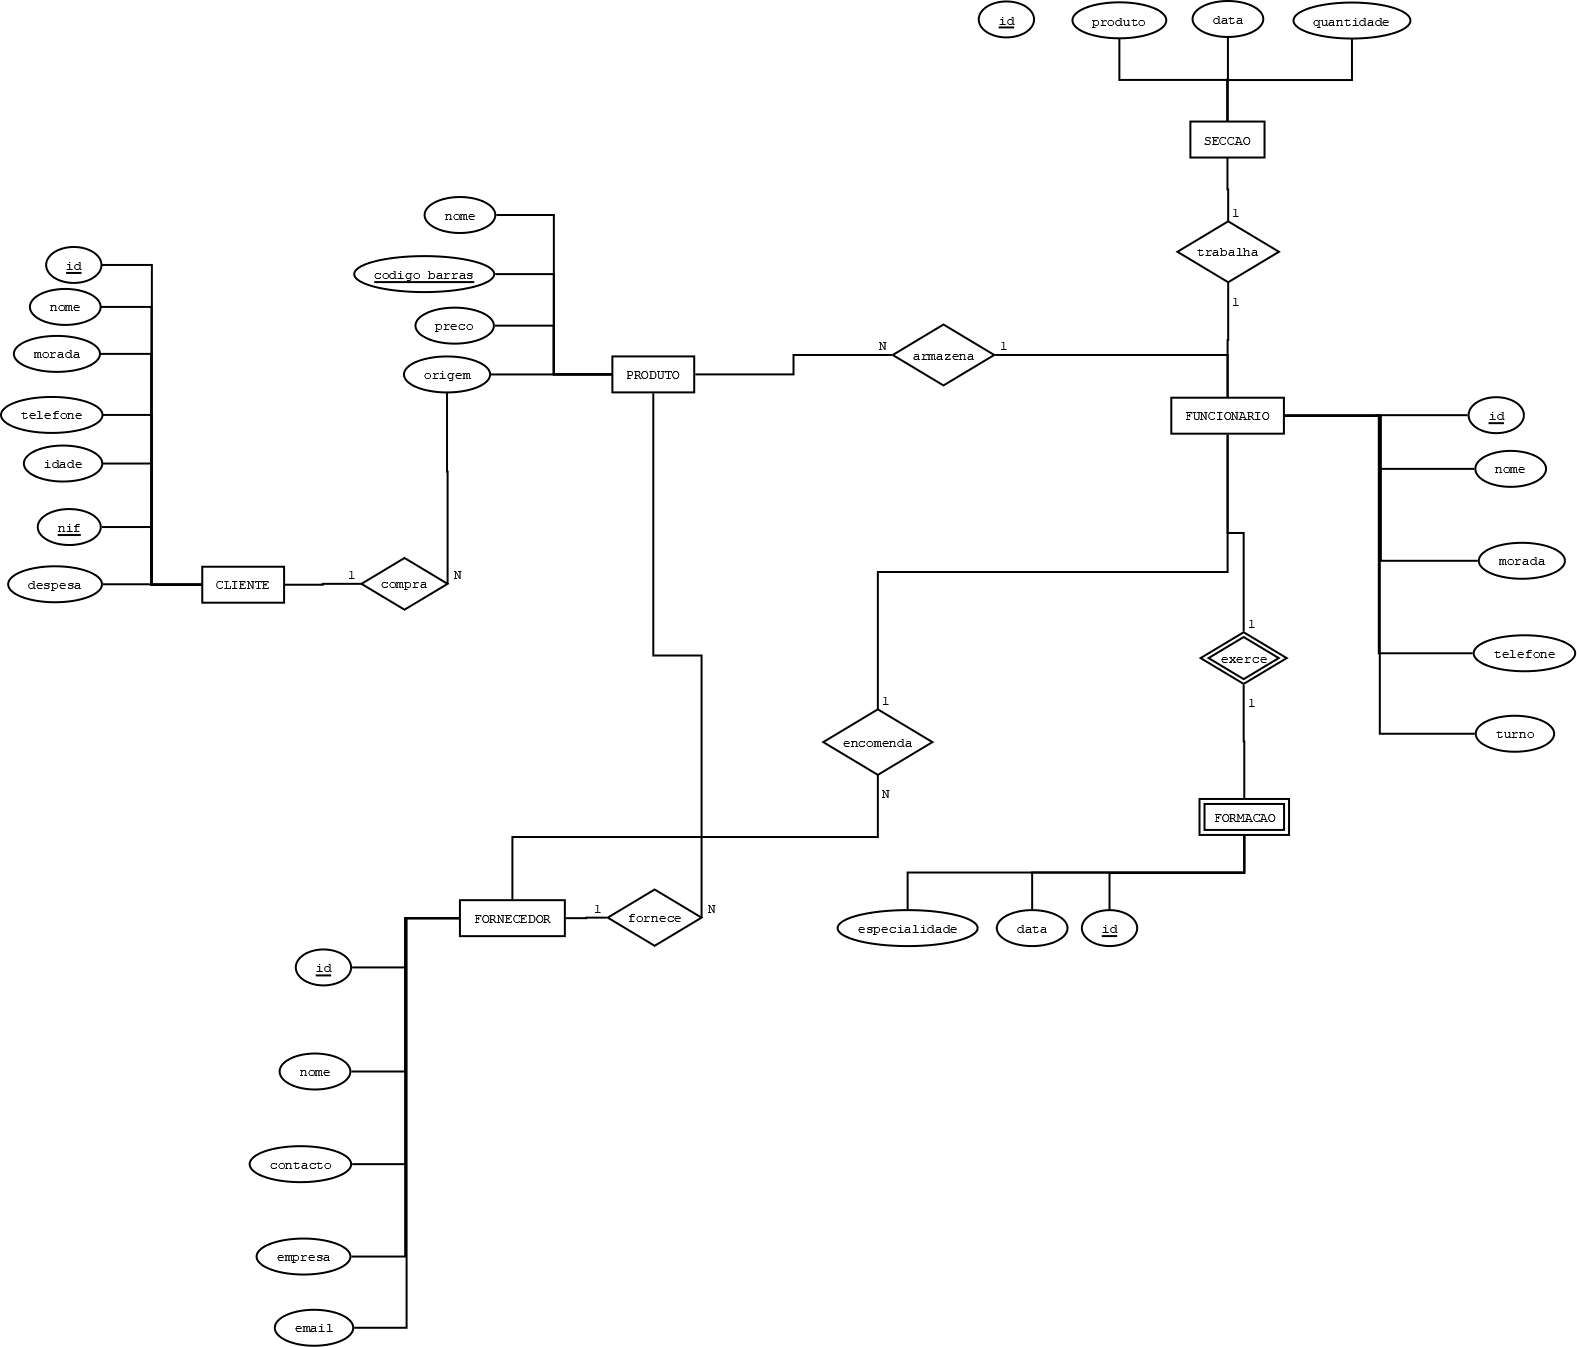 id
produto
data
quantidade
SECCAO
1
trabalha
1
nome
codigo barras
preco
origem
PRODUTO
N
armazena
1
id
nome
morada
telefone
idade
nif
despesa
CLIENTE
1
compra
N
FUNCIONARIO
id
nome
morada
telefone
turno
1
exerce
1
1
encomenda
N
FORMACAO
especialidade
data
id
FORNECEDOR
1
fornece
N
id
nome
contacto
empresa
email